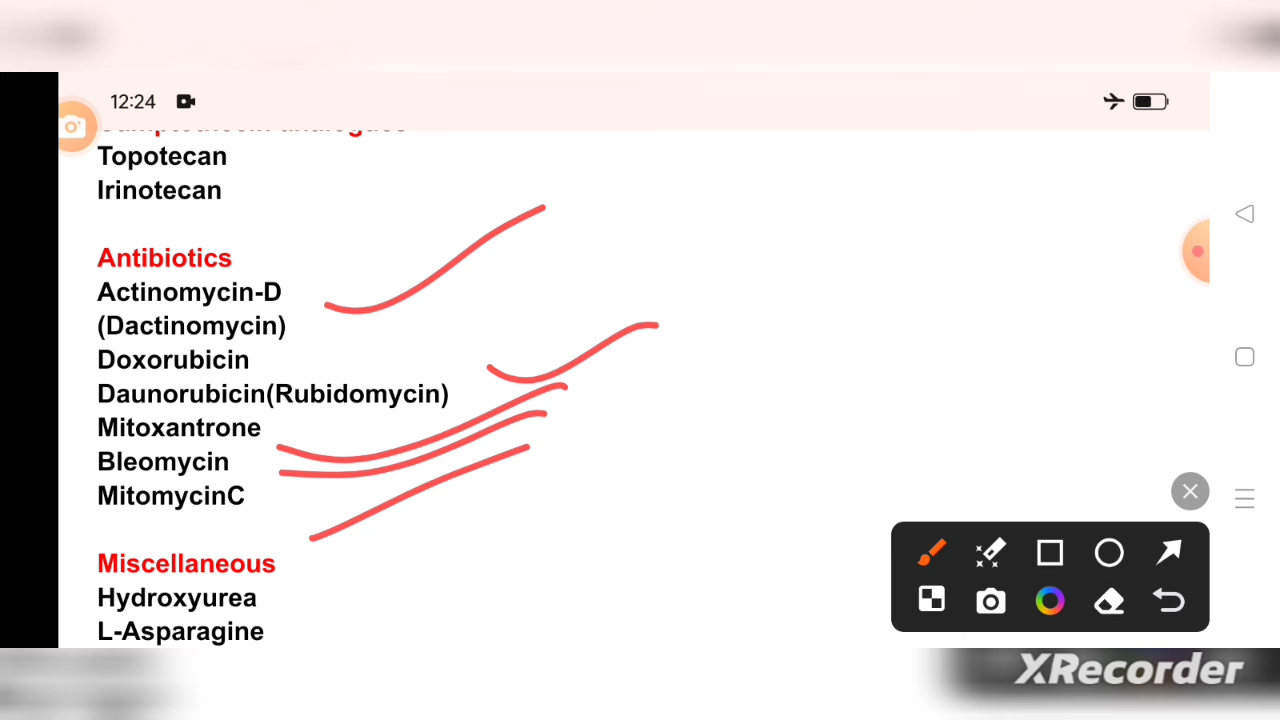 12:24
Topotecan
Irinotecan
Antibiotics
Actinomycin-D
(Dactinomycin)
Doxorubicin
Daunorubicin(Rubidomycin)
Mitoxantrone
Bleomycin
MitomycinC
Miscellaneous
Hydroxyurea
L-Asparagine
XRecorder